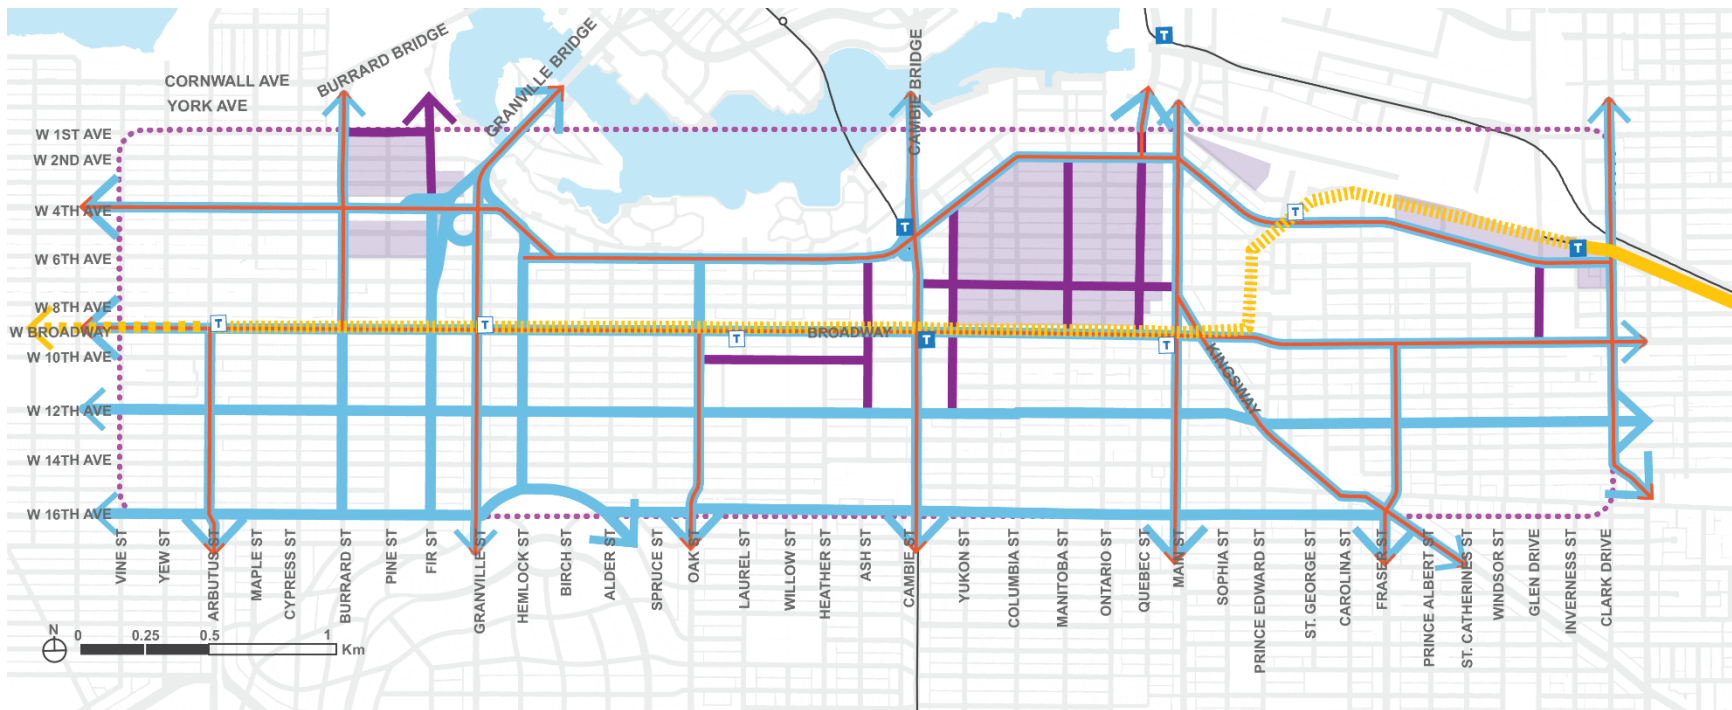 CORNWALL AVE
YORK AVE
BURRARD BRIDGE
GRANVILLE BRIDGE
CAMBIE BRIDGE
W 1ST AVE
W 2ND AVE
W 4TH AVE
W 6TH AVE
W 8TH AVE
W BROADWAY
W 10TH AVE
W 12TH AVE
W 14TH AVE
W 16TH AVE
BROADWAY
KINGSWAY
T
T
T
T
T
T
T
T
T
VINE ST
YEW ST
ARBUTUS ST
MAPLE ST
CYPRESS ST
BURRARD ST
PINE ST
FIR ST
GRANVILLE ST
HEMLOCK ST
BIRCH ST
ALDER ST
SPRUCE ST
OAK ST
LAUREL ST
WILLOW ST
HEATHER ST
ASH ST
CAMBIE ST
YUKON ST
COLUMBIA ST
MANITOBA ST
ONTARIO ST
QUEBEC ST
MAIN ST
SOPHIA ST
PRINCE EDWARD ST
ST. GEORGE ST
CAROLINA ST
FRASER ST
PRINCE ALBERT ST
ST. CATHERINES ST
WINDSOR ST
GLEN DRIVE
INVERNESS ST
CLARK DRIVE
N
0 0.25 0.5 1
Km